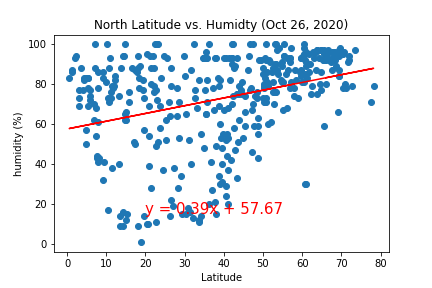 North Latitude vs. Humidty (Oct 26, 2020)
100
80
60
40
20
0
humidity (%)
y = 0.39x + 57.67
0 10 20 30 40 50 60 70 80
Latitude